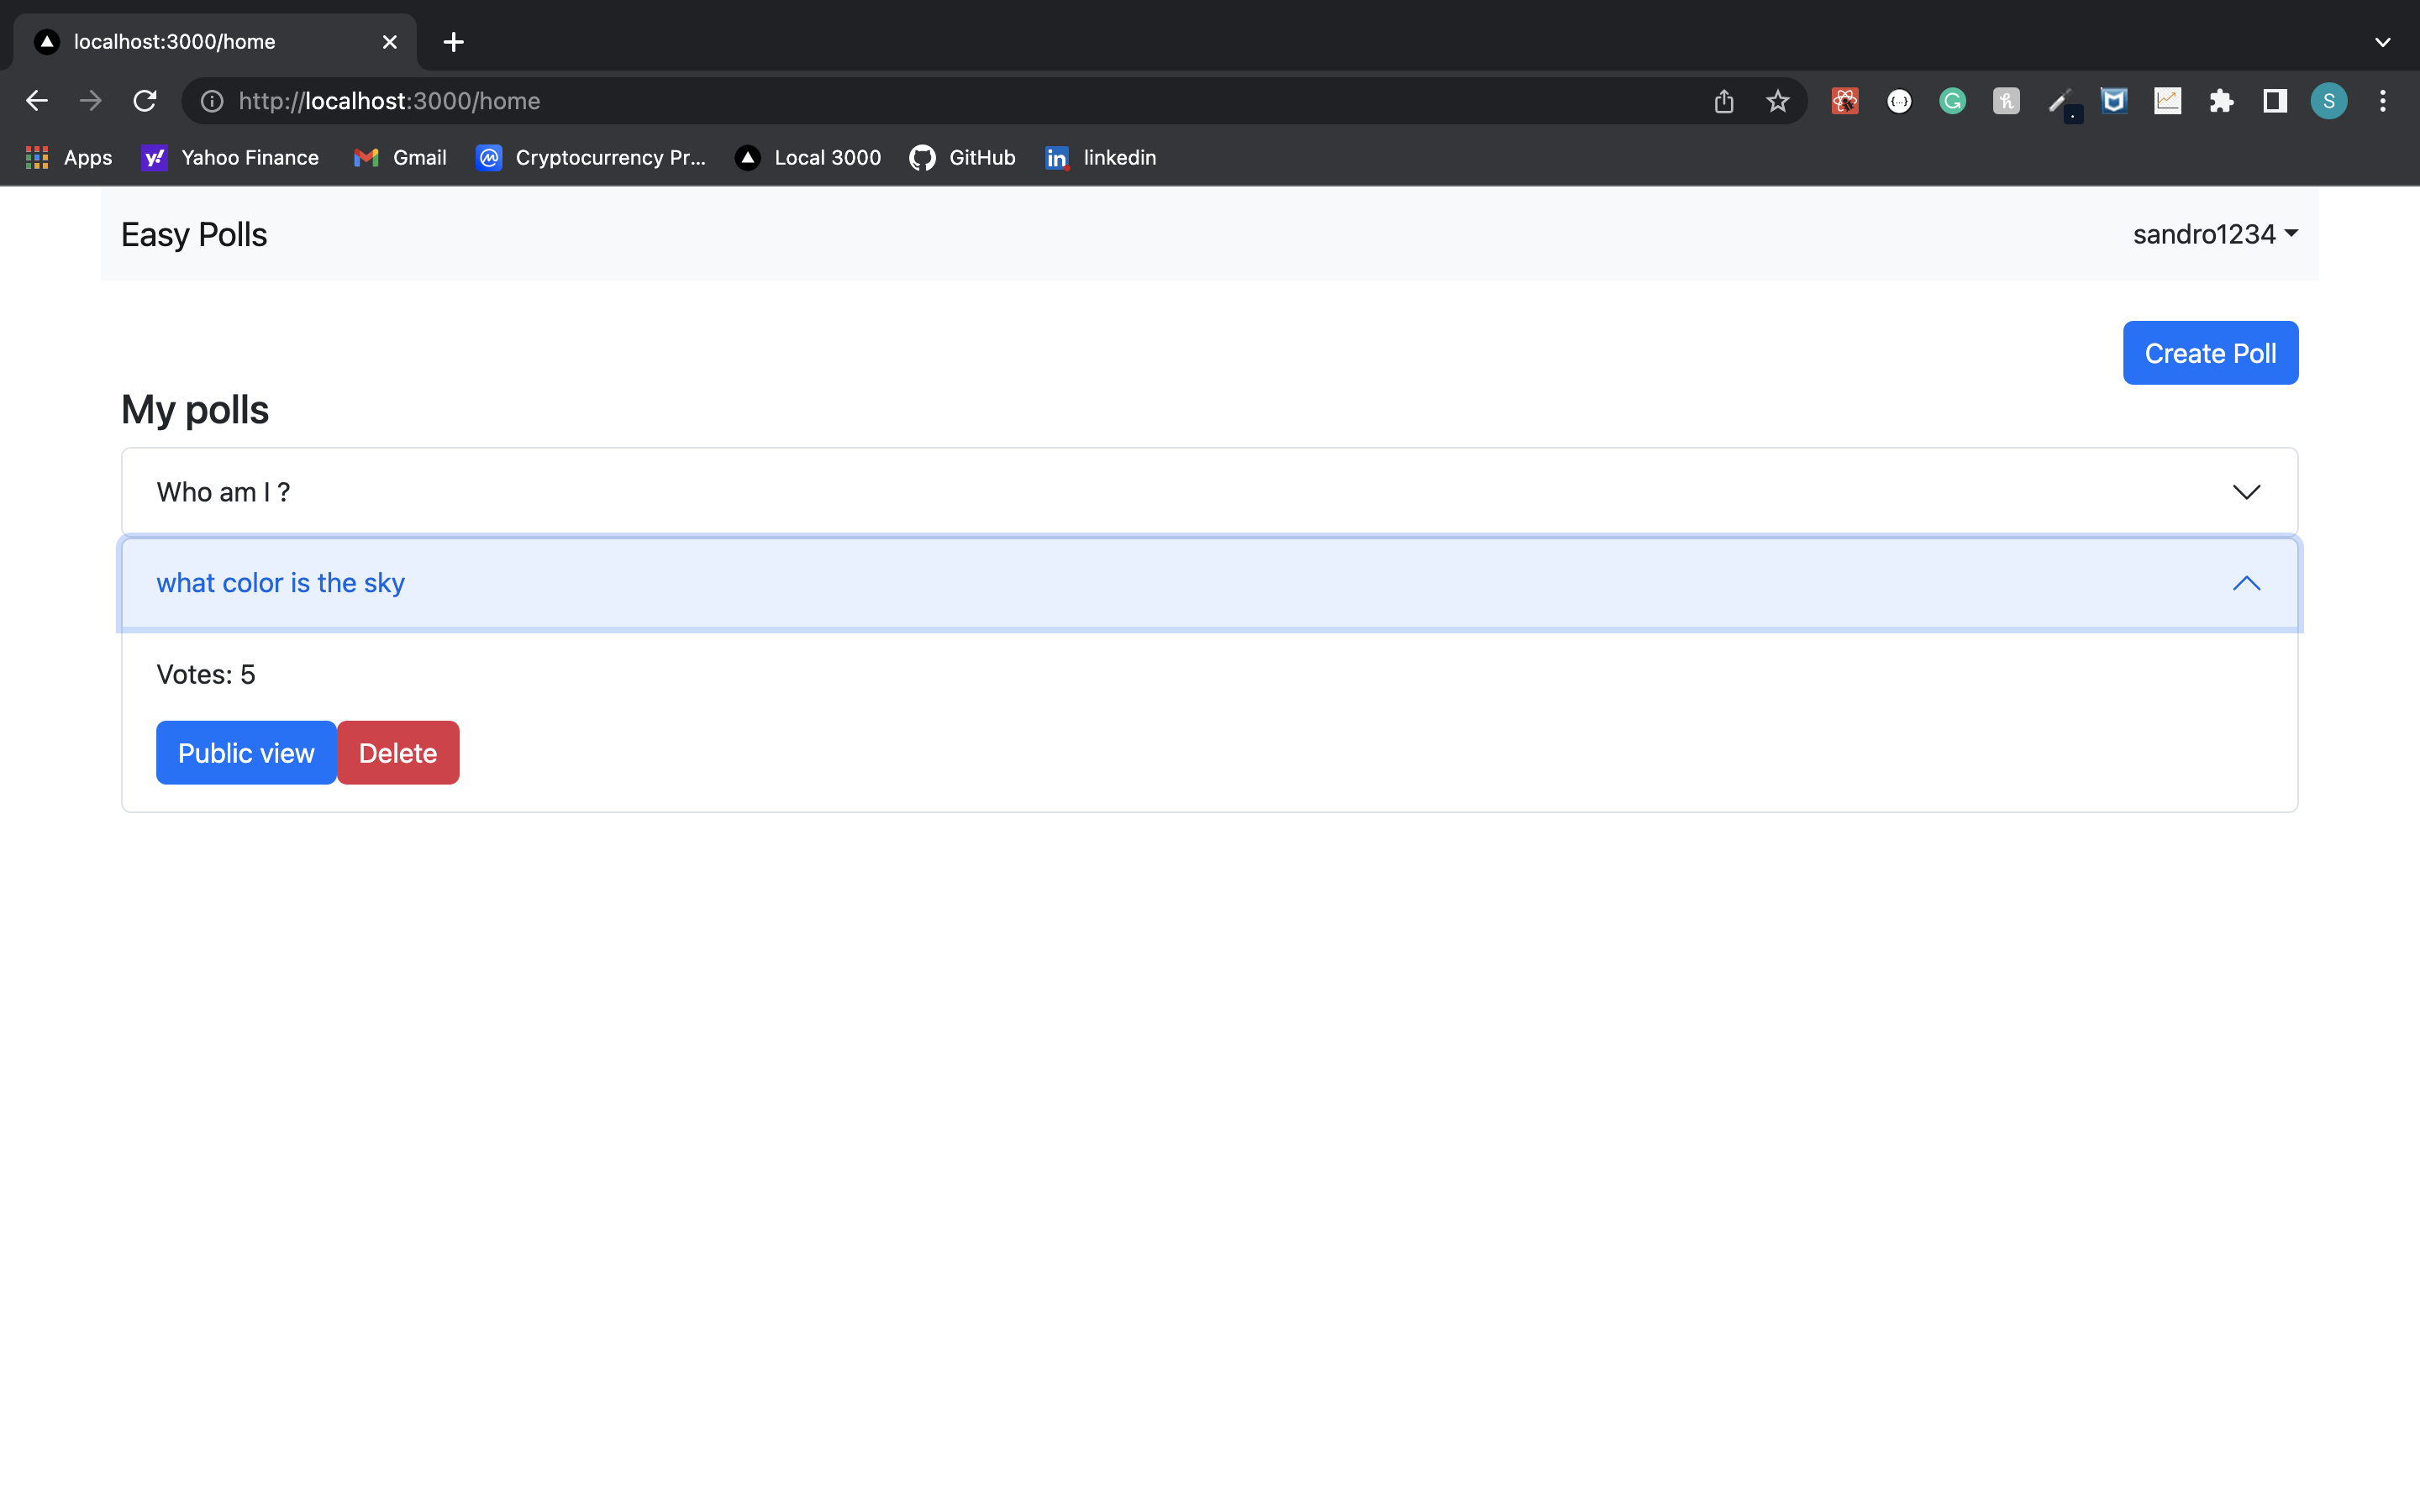 localhost:3000/home
http://localhost:3000/home
S
Apps
y!
Yahoo Finance
Gmail
Cryptocurrency Pr...
Local 3000
GitHub
in
linkedin
Easy Polls
sandro1234
Create Poll
My polls
Who am I ?
what color is the sky
Votes: 5
Public view
Delete